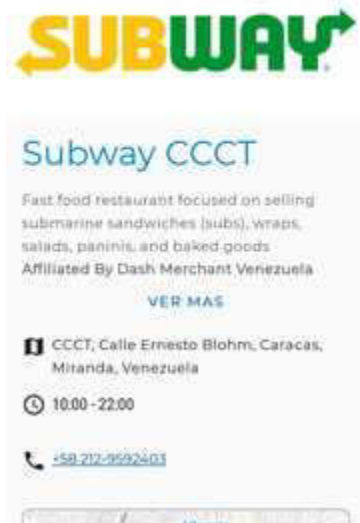 SUBWAY
Subway CCCT
Fast food restaurant focused on selling
submarine sandwiches (subs), wraps,
salads, paninis, and baked goods
Affiliated By Dash Merchant Venezuela
VER MAS
CCCT, Calle Ernesto Blohm, Caracas,
Miranda, Venezuela
10:00 - 22:00
+58-212-9592403